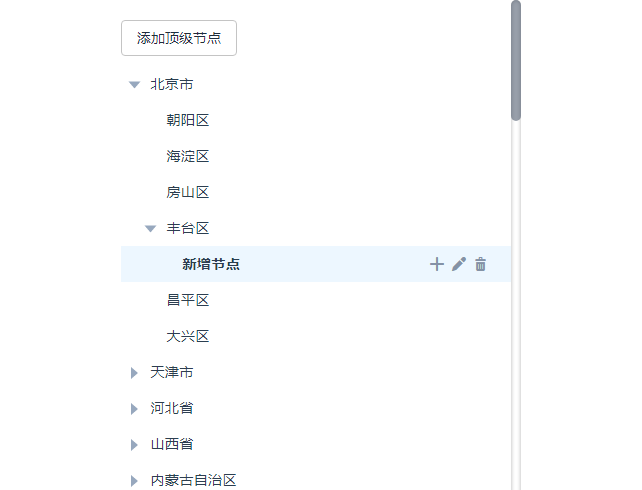 添加顶级节点
北京市
朝阳区
海淀区
房山区
丰台区
新增节点
昌平区
大兴区
天津市
河北省
山西省
内蒙古自治区